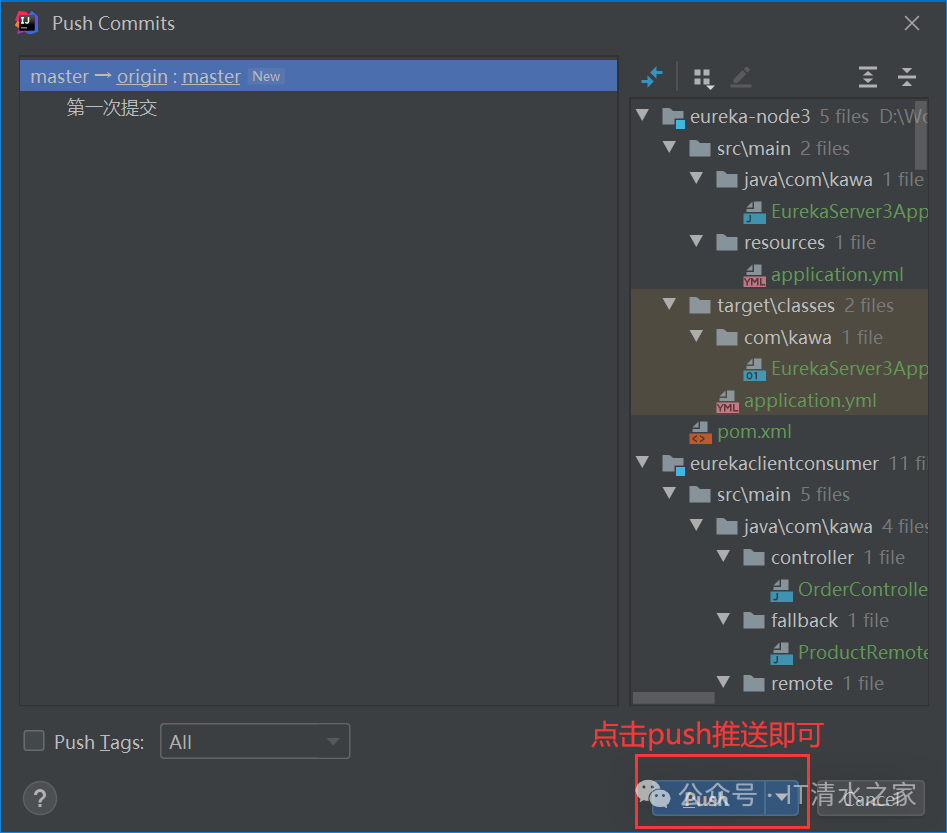 Push Commits
master → origin : master New
第一次提交
eureka-node3 5 files D:\Wo
src\main 2 files
java\com\kawa 1 file
EurekaServer3App
resources 1 file
application.yml
target\classes 2 files
com\kawa 1 file
EurekaServer3App
application.yml
pom.xml
eurekaclientconsumer 11 fi
src\main 5 files
java\com\kawa 4 files
controller 1 file
OrderControlle
fallback 1 file
ProductRemote
remote 1 file
Push Tags: All
点击push推送即可
? Push Cancel
公众号 · IT清水之家